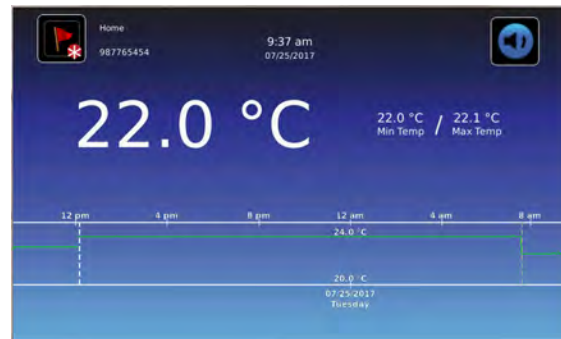 Home
987765454
9:37 am
07/25/2017
22.0 °C
22.0 °C / 22.1 °C
Min Temp Max Temp
12 pm 4 pm 8 pm 12 am 4 am 8 am
24.0 °C
20.0 °C
07/25/2017
Tuesday